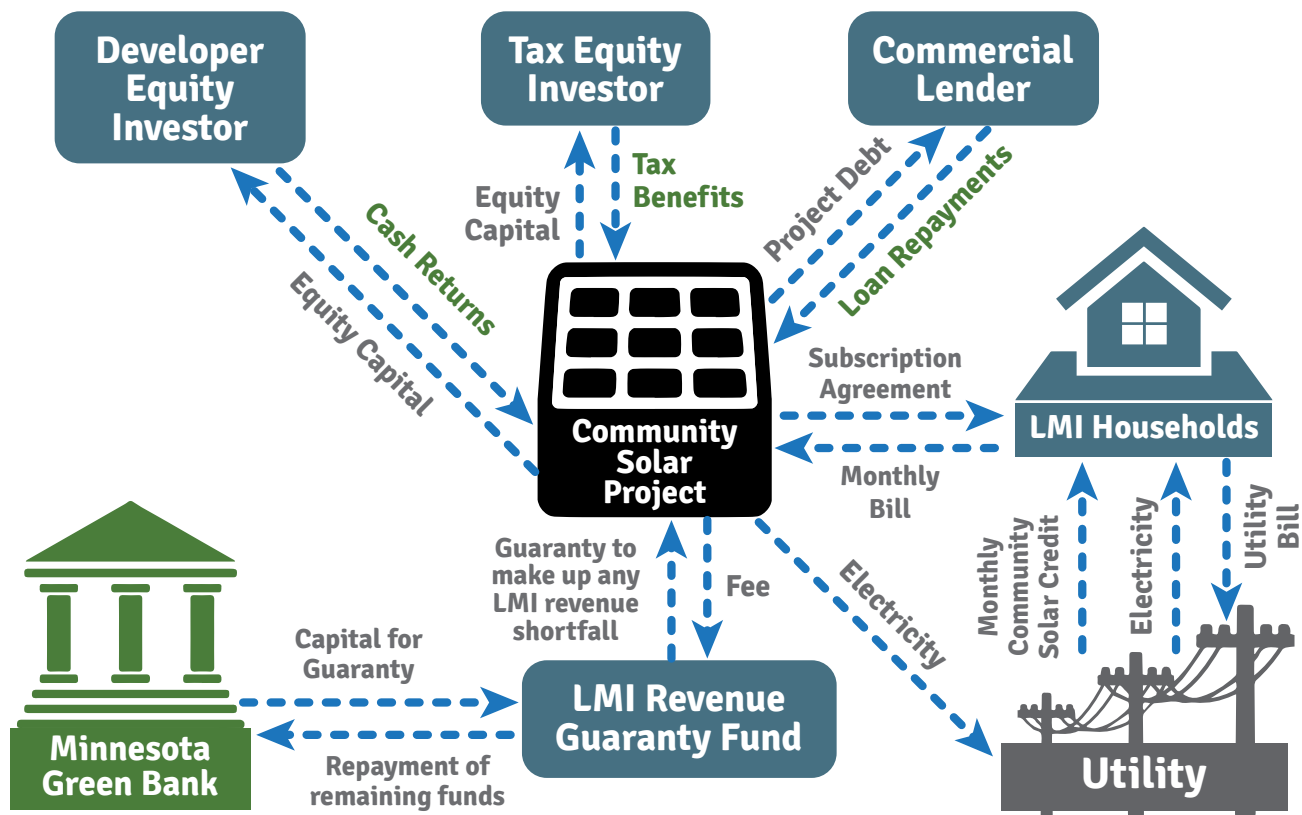 Developer
Equity
Investor
Tax Equity
Investor
Commercial
Lender
Cash Returns
Equity Capital
Equity
Capital
Tax
Benefits
Project Debt
Loan Repayments
Community
Solar
Project
Subscription
Agreement
Monthly
Bill
LMI Households
Monthly
Community
Solar Credit
Electricity
Utility
Bill
Guaranty to
make up any
LMI revenue
shortfall
Fee
Electricity
Capital for
Guaranty
Repayment of
remaining funds
Minnesota
Green Bank
LMI Revenue
Guaranty Fund
Utility